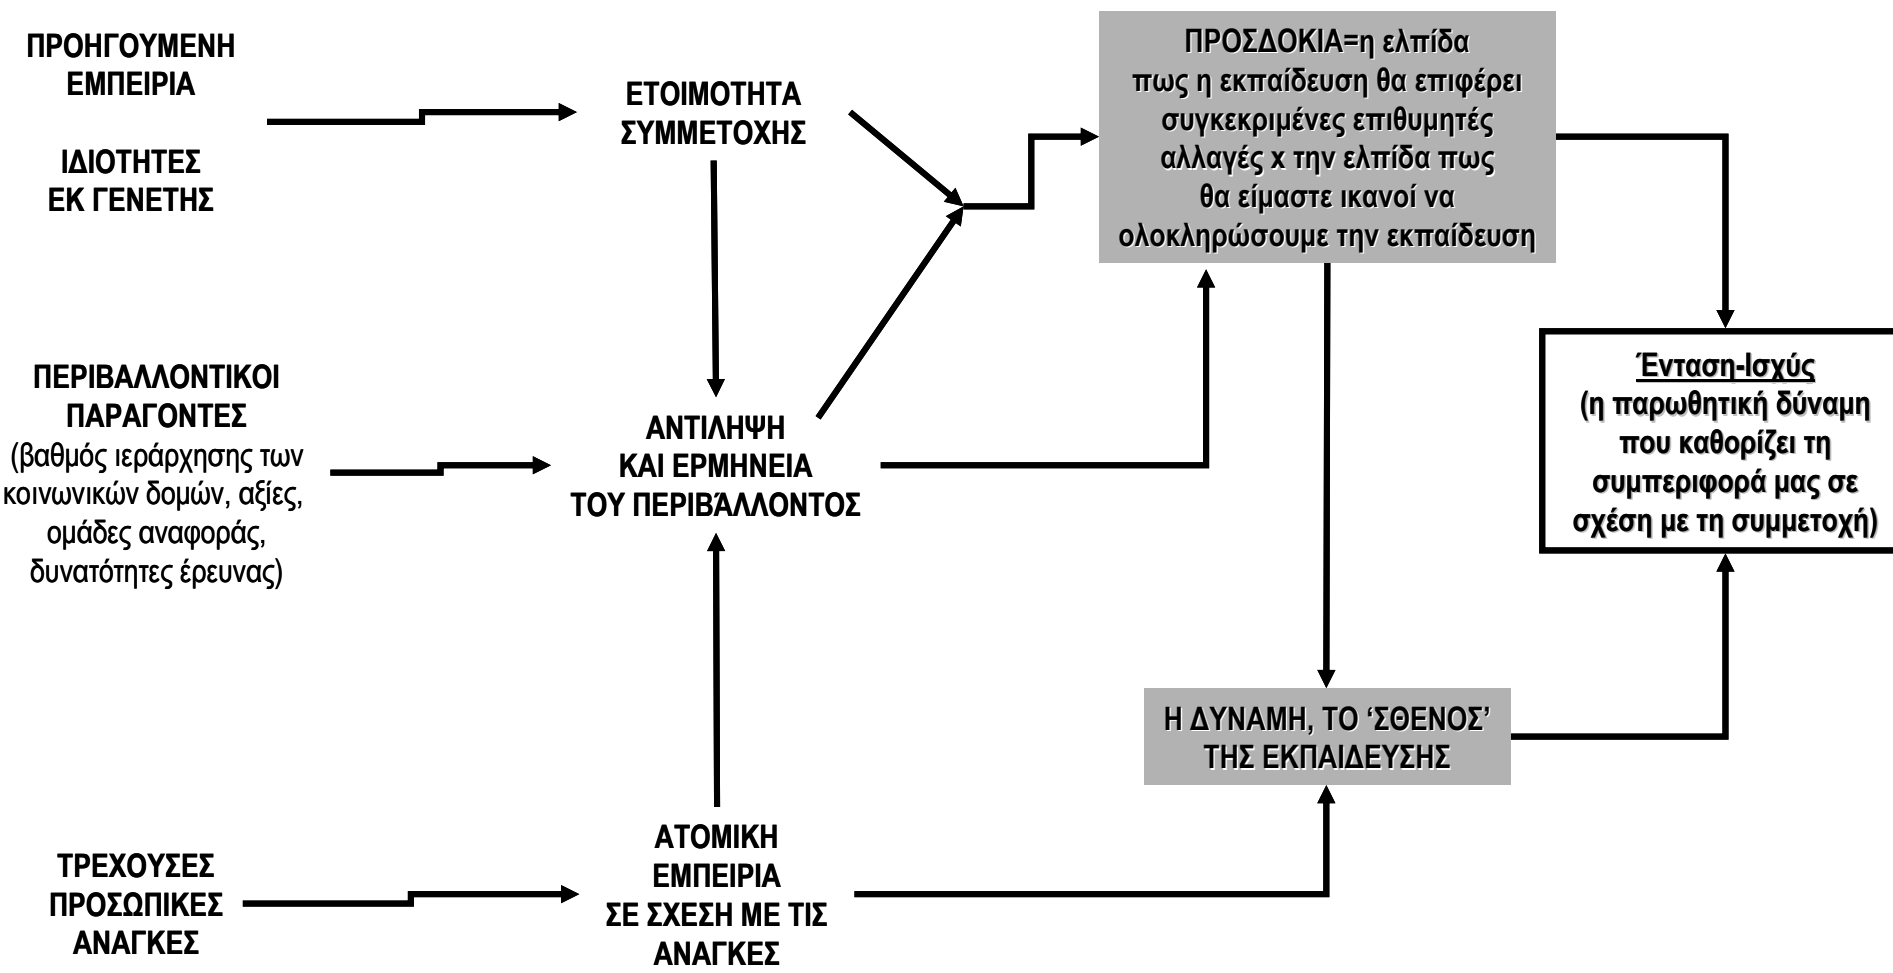 ΠΡΟΗΓΟΥΜΕΝΗ
ΕΜΠΕΙΡΙΑ
ΙΔΙΟΤΗΤΕΣ
ΕΚ ΓΕΝΕΤΗΣ
ΕΤΟΙΜΟΤΗΤΑ
ΣΥΜΜΕΤΟΧΗΣ
ΠΡΟΣΔΟΚΙΑ=η ελπίδα
πως η εκπαίδευση θα επιφέρει
συγκεκριμένες επιθυμητές
αλλαγές x την ελπίδα πως
θα είμαστε ικανοί να
ολοκληρώσουμε την εκπαίδευση
ΠΕΡΙΒΑΛΛΟΝΤΙΚΟΙ
ΠΑΡΑΓΟΝΤΕΣ
(βαθμός ιεράρχησης των
κοινωνικών δομών, αξίες,
ομάδες αναφοράς,
δυνατότητες έρευνας)
ΑΝΤΙΛΗΨΗ
ΚΑΙ ΕΡΜΗΝΕΙΑ
ΤΟΥ ΠΕΡΙΒΆΛΛΟΝΤΟΣ
Ένταση-Ισχύς
(η παρωθητική δύναμη
που καθορίζει τη
συμπεριφορά μας σε
σχέση με τη συμμετοχή)
Η ΔΥΝΑΜΗ, ΤΟ ‘ΣΘΕΝΟΣ’
ΤΗΣ ΕΚΠΑΙΔΕΥΣΗΣ
ΤΡΕΧΟΥΣΕΣ
ΠΡΟΣΩΠΙΚΕΣ
ΑΝΑΓΚΕΣ
ΑΤΟΜΙΚΗ
ΕΜΠΕΙΡΙΑ
ΣΕ ΣΧΕΣΗ ΜΕ ΤΙΣ
ΑΝΑΓΚΕΣ